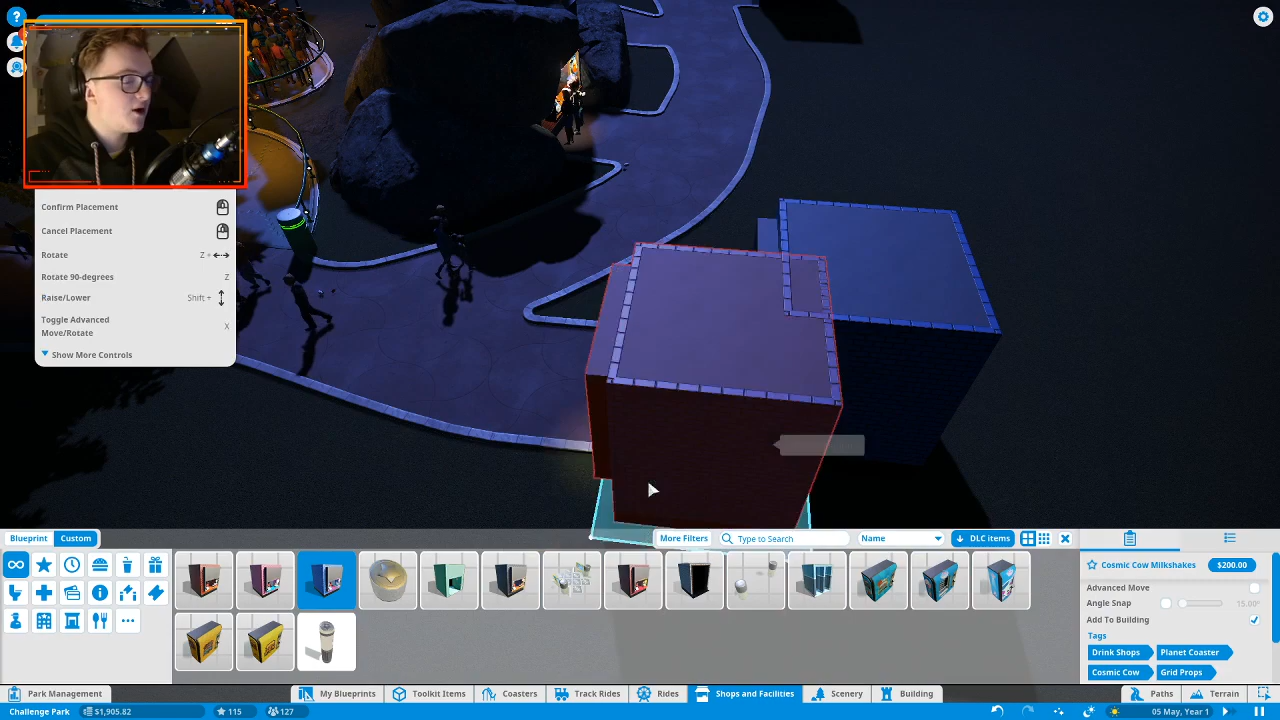 Confirm Placement
Cancel Placement
Rotate Z +
Rotate 90-degrees Z
Raise/Lower Shift +
Toggle Advanced
Move/Rotate X
Show More Controls
Blueprint Custom More Filters Type to Search Name DLC items
Cosmic Cow Milkshakes $200.00
Advanced Move
Angle Snap 15.00°
Add To Building
Tags
Drink Shops Planet Coaster
Cosmic Cow Grid Props
Park Management My Blueprints Toolkit Items Coasters Track Rides Rides Shops and Facilities Scenery Building Paths Terrain
Challenge Park $1,905.82 115 127 05 May, Year 1